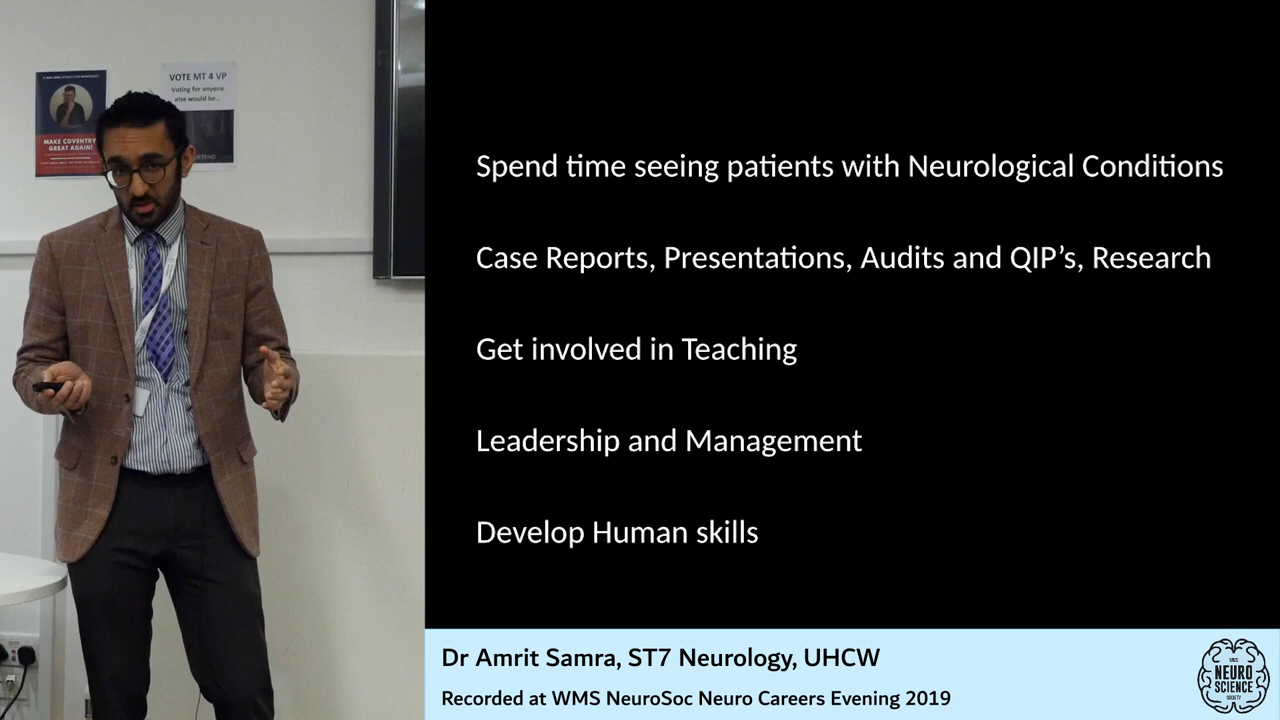 VOTE MT 4 VP
Voting for anyone
else would be...
MAKE COVENTRY
GREAT AGAIN!
Spend time seeing patients with Neurological Conditions
Case Reports, Presentations, Audits and QIP’s, Research
Get involved in Teaching
Leadership and Management
Develop Human skills
Dr Amrit Samra, ST7 Neurology, UHCW
Recorded at WMS NeuroSoc Neuro Careers Evening 2019
WMS
NEURO
SCIENCE
SOCIETY